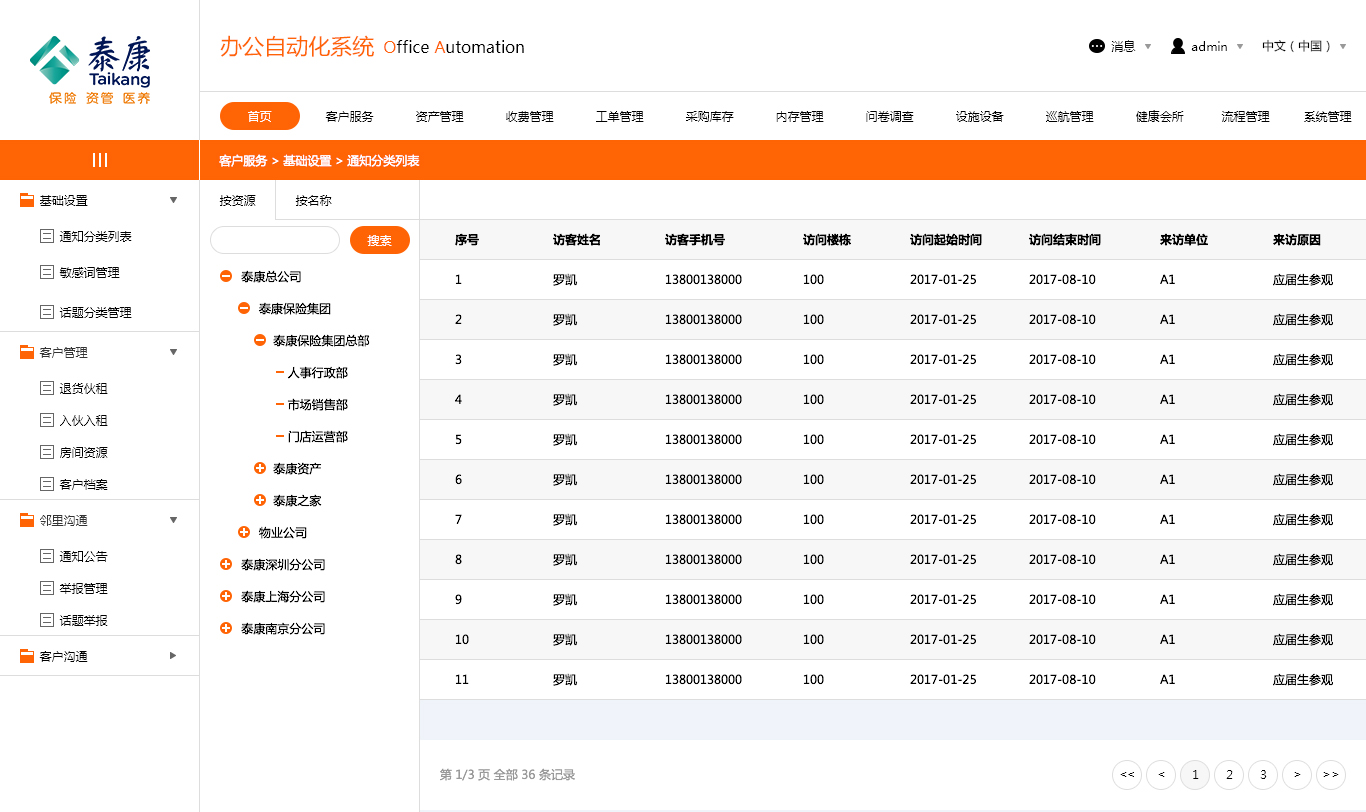 泰康
Taikang
保险 资管 医养
办公自动化系统 Office Automation
消息 admin 中文 ( 中国 )
首页 客户服务 资产管理 收费管理 工单管理 采购库存 内存管理 问卷调查 设施设备 巡航管理 健康会所 流程管理 系统管理
客户服务 > 基础设置 > 通知分类列表
基础设置
通知分类列表
敏感词管理
话题分类管理
客户管理
退货伙租
入伙入租
房间资源
客户档案
邻里沟通
通知公告
举报管理
话题举报
客户沟通
按资源 按名称
搜索
泰康总公司
泰康保险集团
泰康保险集团总部
人事行政部
市场销售部
门店运营部
泰康资产
泰康之家
物业公司
泰康深圳分公司
泰康上海分公司
泰康南京分公司
序号 访客姓名 访客手机号 访问楼栋 访问起始时间 访问结束时间 来访单位 来访原因
1 罗凯 13800138000 100 2017-01-25 2017-08-10 A1 应届生参观
2 罗凯 13800138000 100 2017-01-25 2017-08-10 A1 应届生参观
3 罗凯 13800138000 100 2017-01-25 2017-08-10 A1 应届生参观
4 罗凯 13800138000 100 2017-01-25 2017-08-10 A1 应届生参观
5 罗凯 13800138000 100 2017-01-25 2017-08-10 A1 应届生参观
6 罗凯 13800138000 100 2017-01-25 2017-08-10 A1 应届生参观
7 罗凯 13800138000 100 2017-01-25 2017-08-10 A1 应届生参观
8 罗凯 13800138000 100 2017-01-25 2017-08-10 A1 应届生参观
9 罗凯 13800138000 100 2017-01-25 2017-08-10 A1 应届生参观
10 罗凯 13800138000 100 2017-01-25 2017-08-10 A1 应届生参观
11 罗凯 13800138000 100 2017-01-25 2017-08-10 A1 应届生参观
第 1/3 页 全部 36 条记录 << < 1 2 3 > >>